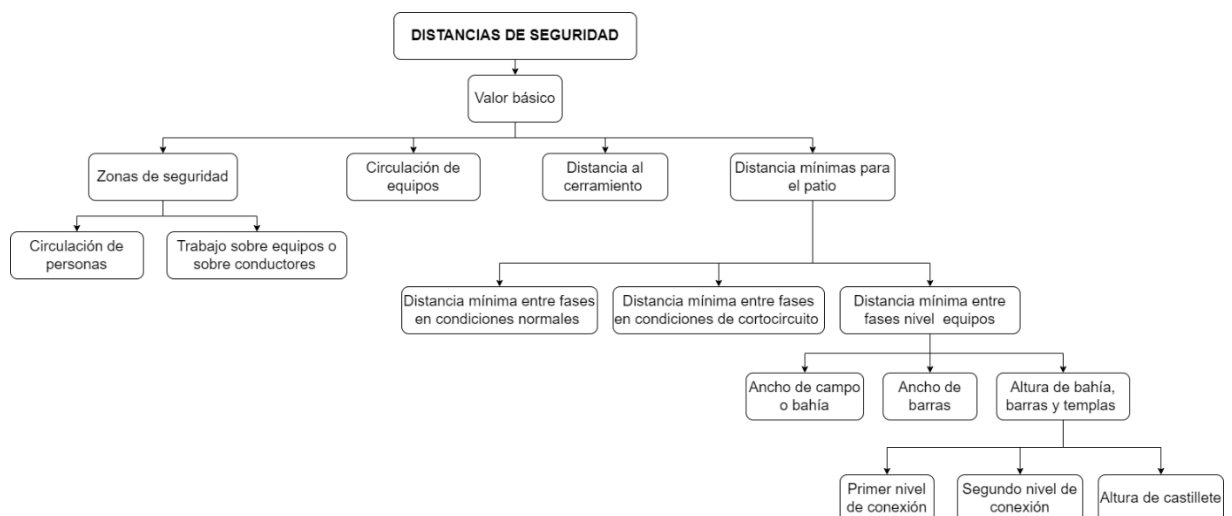 DISTANCIAS DE SEGURIDAD
Valor básico
Zonas de seguridad
Circulación de
equipos
Distancia al
cerramiento
Distancia mínimas para
el patio
Circulación de
personas
Trabajo sobre equipos o
sobre conductores
Distancia mínima entre fases
en condiciones normales
Distancia mínima entre fases
en condiciones de cortocircuito
Distancia mínima entre
fases nivel equipos
Ancho de campo
o bahía
Ancho de
barras
Altura de bahía,
barras y templas
Primer nivel
de conexión
Segundo nivel de
conexión
Altura de castillete